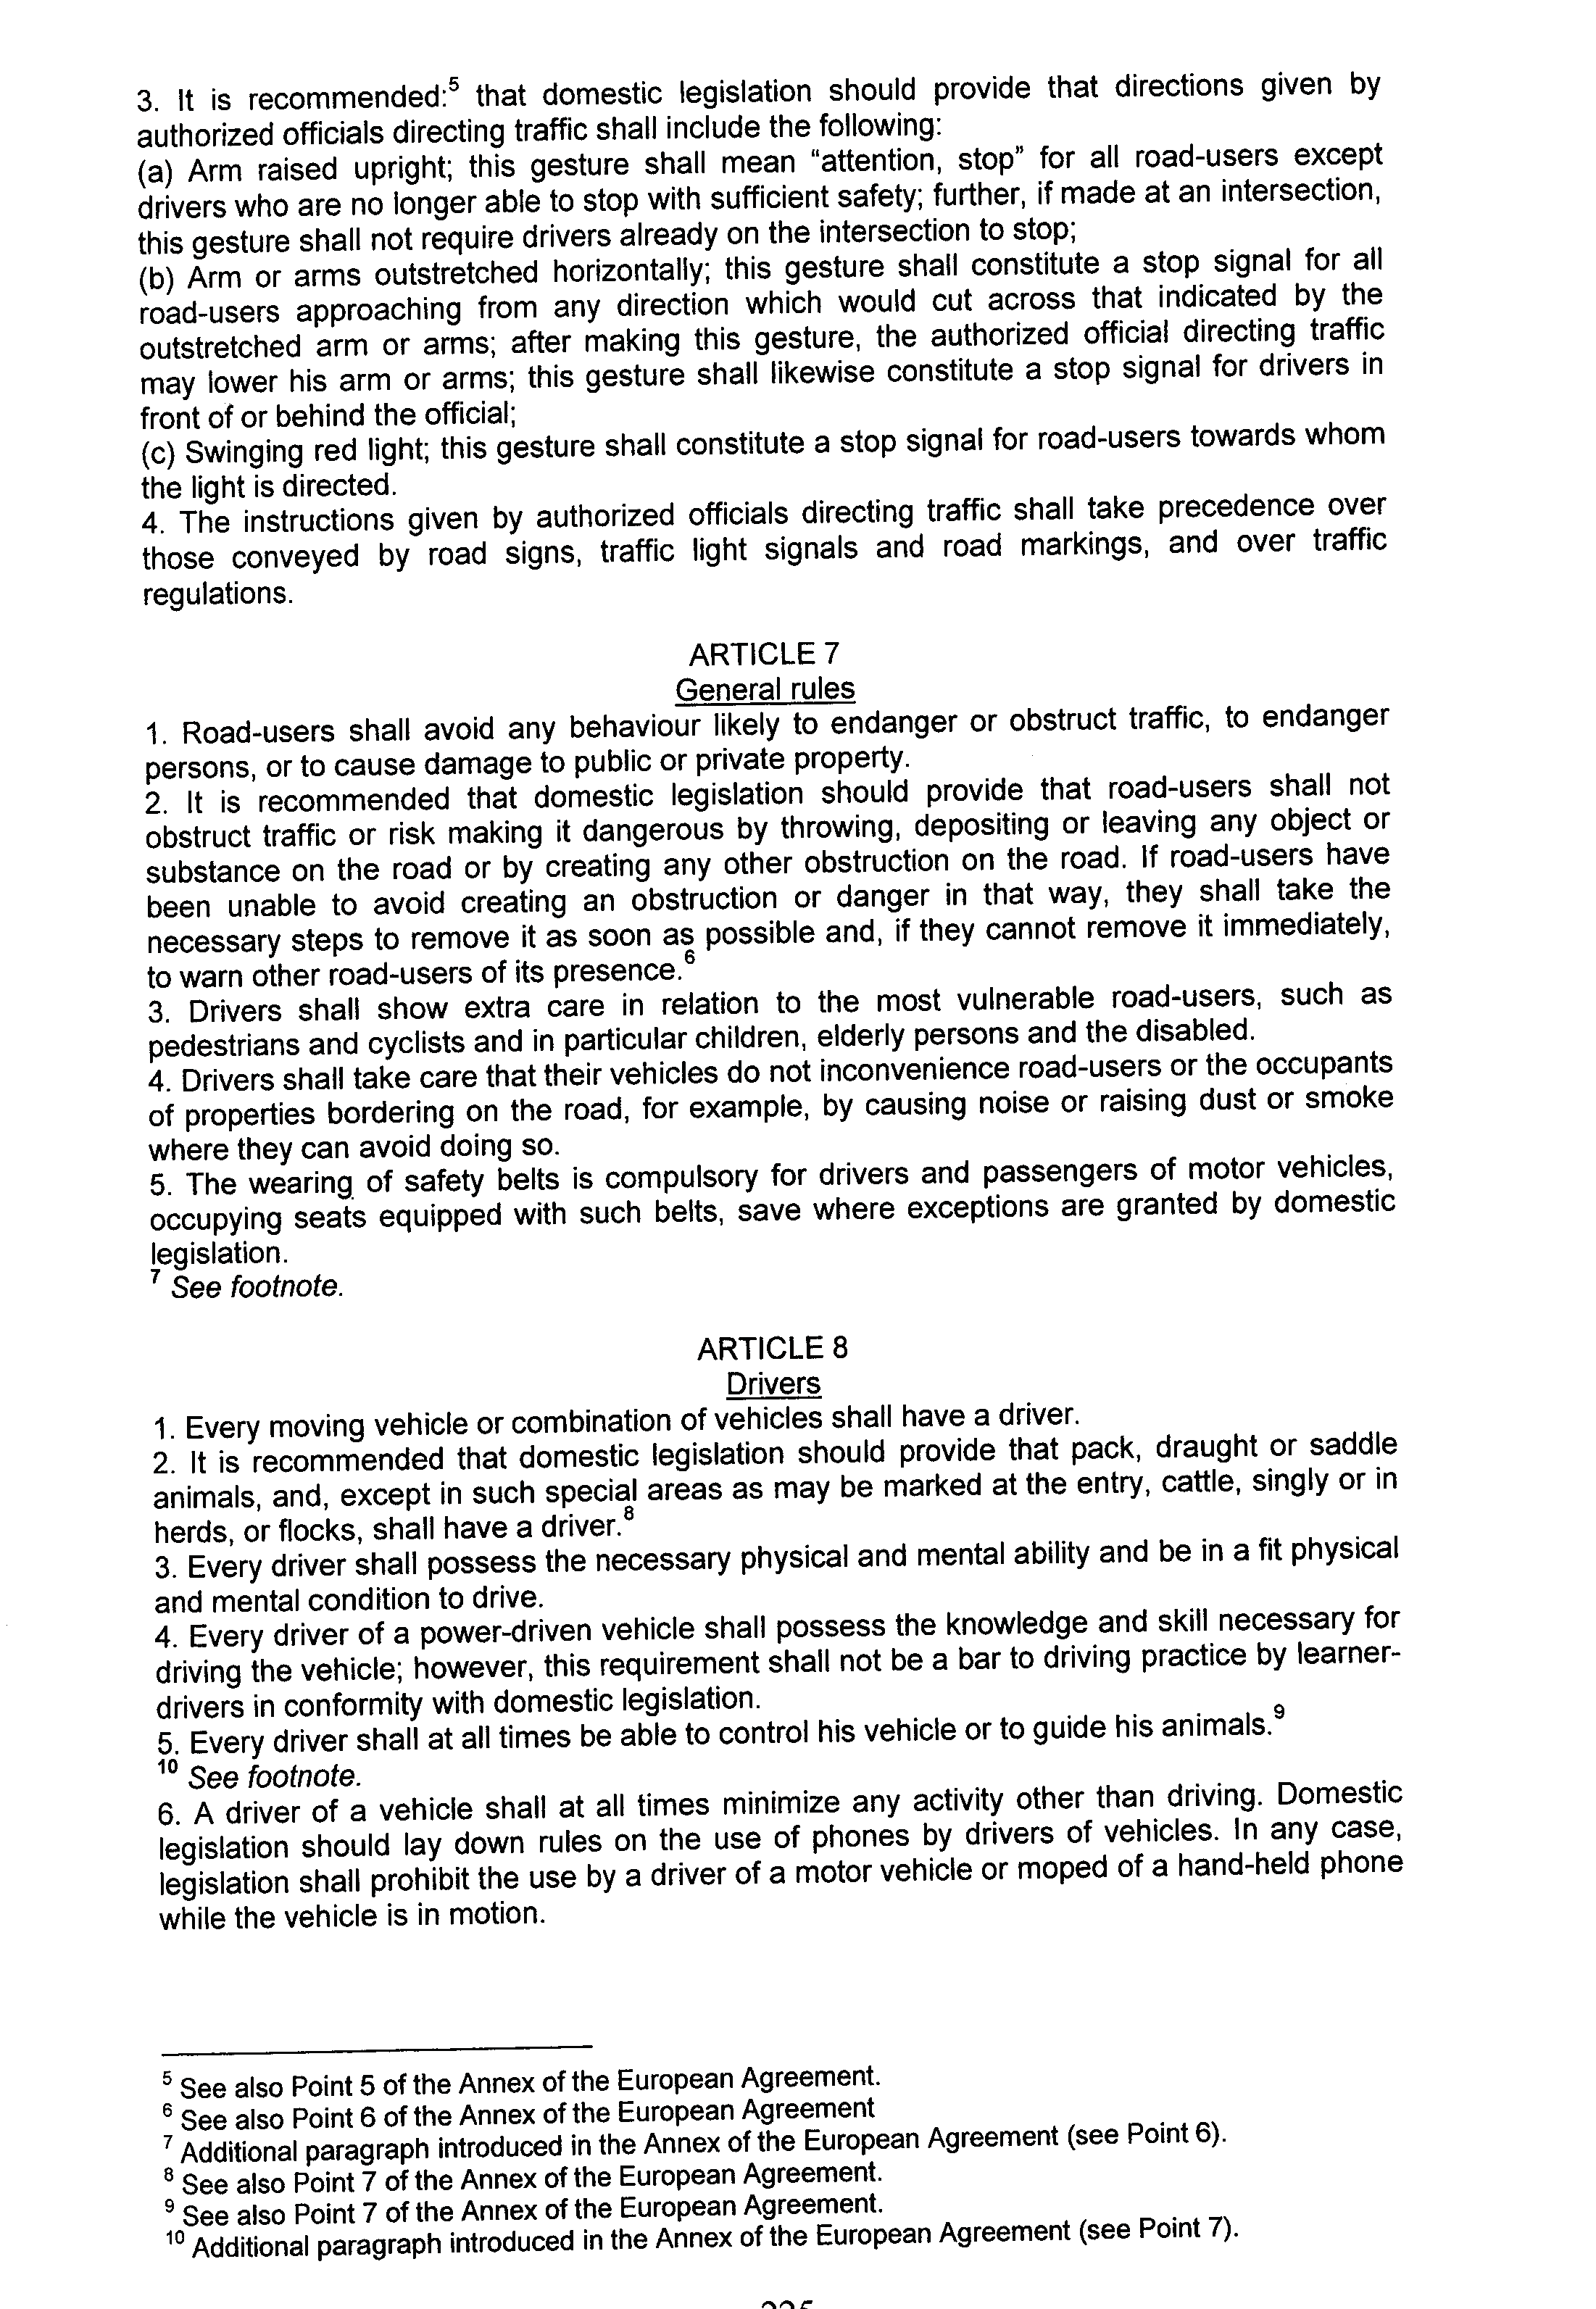 3. It is recommended:⁵ that domestic legislation should provide that directions given by
authorized officials directing traffic shall include the following:
(a) Arm raised upright; this gesture shall mean “attention, stop” for all road-users except
drivers who are no longer able to stop with sufficient safety; further, if made at an intersection,
this gesture shall not require drivers already on the intersection to stop;
(b) Arm or arms outstretched horizontally; this gesture shall constitute a stop signal for all
road-users approaching from any direction which would cut across that indicated by the
outstretched arm or arms; after making this gesture, the authorized official directing traffic
may lower his arm or arms; this gesture shall likewise constitute a stop signal for drivers in
front of or behind the official;
(c) Swinging red light; this gesture shall constitute a stop signal for road-users towards whom
the light is directed.
4. The instructions given by authorized officials directing traffic shall take precedence over
those conveyed by road signs, traffic light signals and road markings, and over traffic
regulations.
ARTICLE 7
General rules
1. Road-users shall avoid any behaviour likely to endanger or obstruct traffic, to endanger
persons, or to cause damage to public or private property.
2. It is recommended that domestic legislation should provide that road-users shall not
obstruct traffic or risk making it dangerous by throwing, depositing or leaving any object or
substance on the road or by creating any other obstruction on the road. If road-users have
been unable to avoid creating an obstruction or danger in that way, they shall take the
necessary steps to remove it as soon as possible and, if they cannot remove it immediately,
to warn other road-users of its presence.⁶
3. Drivers shall show extra care in relation to the most vulnerable road-users, such as
pedestrians and cyclists and in particular children, elderly persons and the disabled.
4. Drivers shall take care that their vehicles do not inconvenience road-users or the occupants
of properties bordering on the road, for example, by causing noise or raising dust or smoke
where they can avoid doing so.
5. The wearing of safety belts is compulsory for drivers and passengers of motor vehicles,
occupying seats equipped with such belts, save where exceptions are granted by domestic
legislation.
⁷ See footnote.
ARTICLE 8
Drivers
1. Every moving vehicle or combination of vehicles shall have a driver.
2. It is recommended that domestic legislation should provide that pack, draught or saddle
animals, and, except in such special areas as may be marked at the entry, cattle, singly or in
herds, or flocks, shall have a driver.⁸
3. Every driver shall possess the necessary physical and mental ability and be in a fit physical
and mental condition to drive.
4. Every driver of a power-driven vehicle shall possess the knowledge and skill necessary for
driving the vehicle; however, this requirement shall not be a bar to driving practice by learner-
drivers in conformity with domestic legislation.
5. Every driver shall at all times be able to control his vehicle or to guide his animals.⁹
¹⁰ See footnote.
6. A driver of a vehicle shall at all times minimize any activity other than driving. Domestic
legislation should lay down rules on the use of phones by drivers of vehicles. In any case,
legislation shall prohibit the use by a driver of a motor vehicle or moped of a hand-held phone
while the vehicle is in motion.
⁵ See also Point 5 of the Annex of the European Agreement.
⁶ See also Point 6 of the Annex of the European Agreement
⁷ Additional paragraph introduced in the Annex of the European Agreement (see Point 6).
⁸ See also Point 7 of the Annex of the European Agreement.
⁹ See also Point 7 of the Annex of the European Agreement.
¹⁰ Additional paragraph introduced in the Annex of the European Agreement (see Point 7).